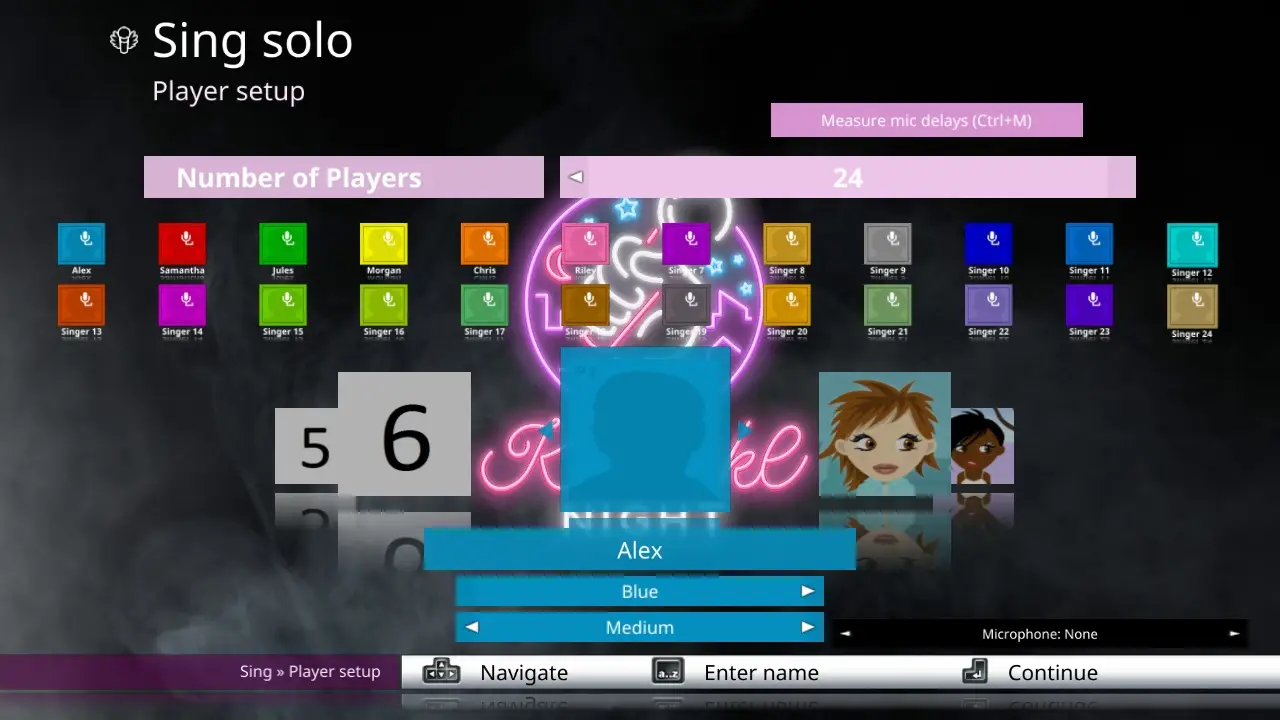 Sing solo
Player setup
Measure mic delays (Ctrl+M)
Number of Players
24
Alex
Samantha
Jules
Morgan
Chris
Riley
Singer 7
Singer 8
Singer 9
Singer 10
Singer 11
Singer 12
Singer 13
Singer 14
Singer 15
Singer 16
Singer 17
Singer 19
Singer 20
Singer 21
Singer 22
Singer 23
Singer 24
5
6
NIGHT
Alex
Blue
Medium
Microphone: None
Sing » Player setup
a..z
Navigate
Enter name
Continue